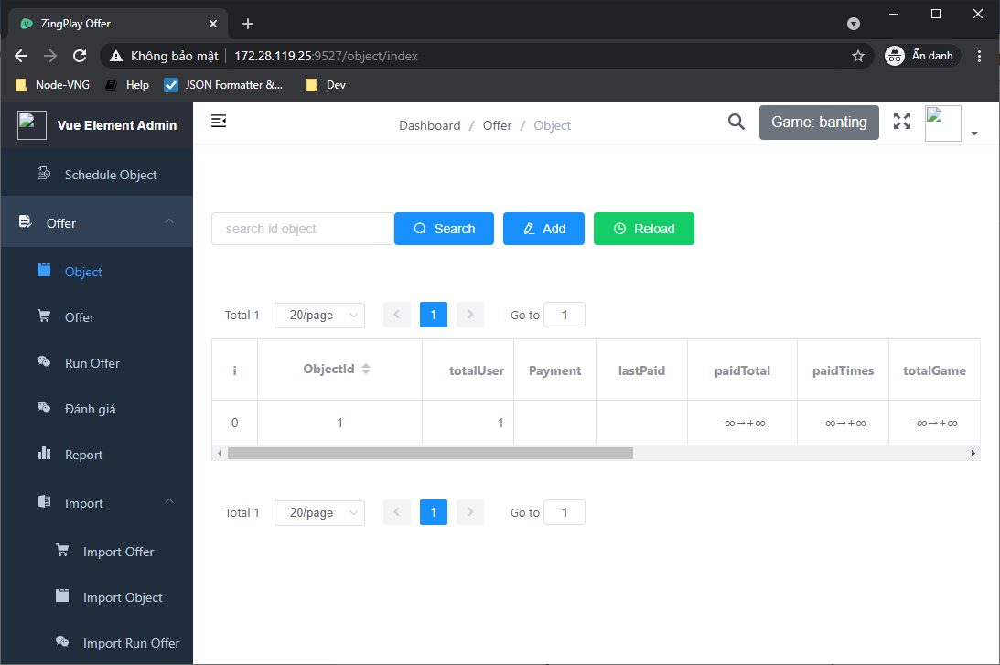 ZingPlay Offer
Không bảo mật 172.28.119.25:9527/object/index Ẩn danh
Node-VNG Help JSON Formatter &... Dev
Vue Element Admin
Dashboard / Offer / Object
Game: banting
Schedule Object
Offer
Object
Offer
Run Offer
Đánh giá
Report
Import
Import Offer
Import Object
Import Run Offer
search id object Search Add Reload
Total 1 20/page 1 Go to 1
i ObjectId totalUser Payment lastPaid paidTotal paidTimes totalGame
0 1 1 -∞→+∞ -∞→+∞ -∞→+∞
Total 1 20/page 1 Go to 1